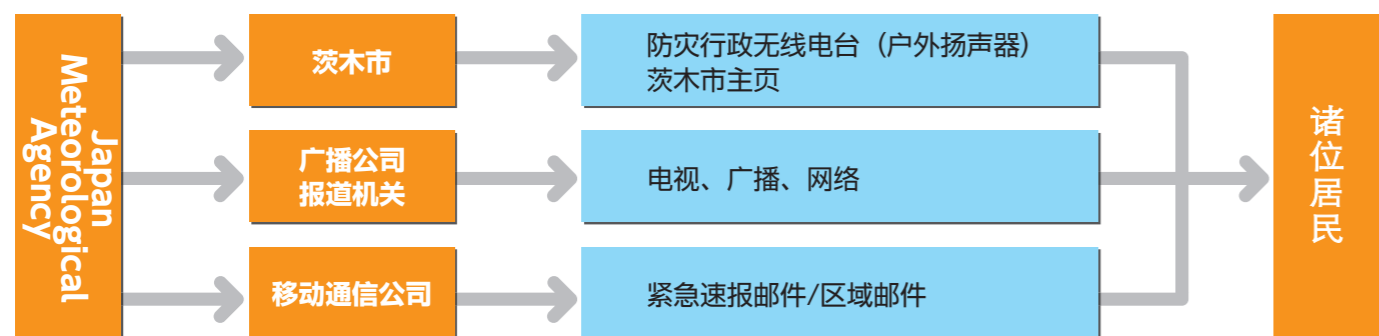 Japan
Meteorological
Agency
茨木市
防灾行政无线电台（户外扬声器）
茨木市主页
广播公司
报道机关
电视、广播、网络
移动通信公司
紧急速报邮件/区域邮件
诸位居民